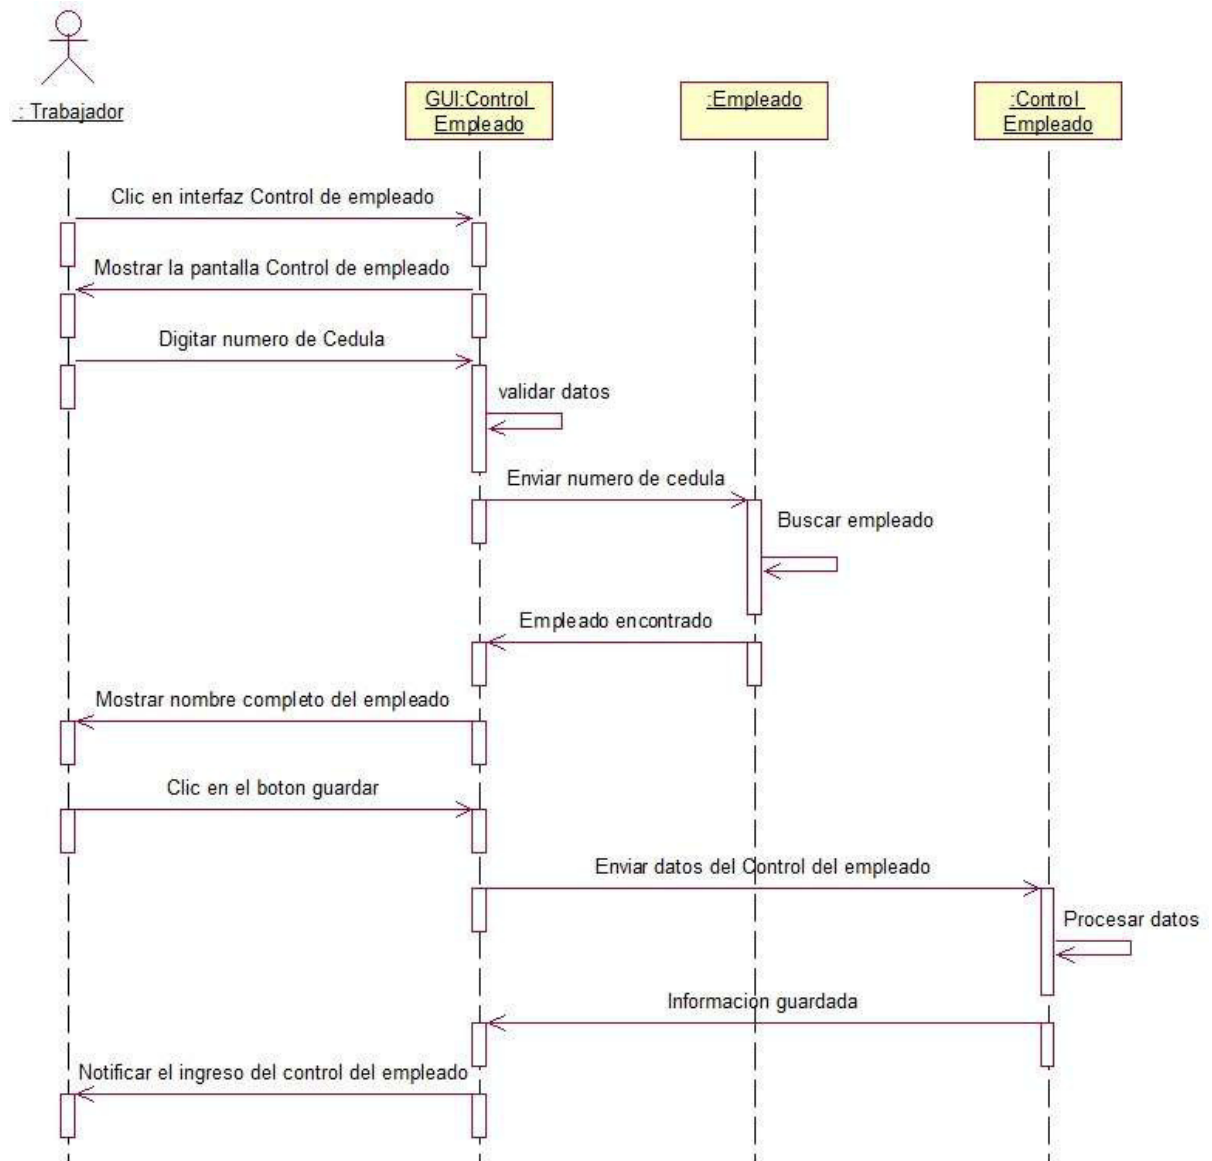 : Trabajador
GUI:Control
Empleado
:Empleado
:Control
Empleado
Clic en interfaz Control de empleado
Mostrar la pantalla Control de empleado
Digitar numero de Cedula
validar datos
Enviar numero de cedula
Buscar empleado
Empleado encontrado
Mostrar nombre completo del empleado
Clic en el boton guardar
Enviar datos del Control del empleado
Procesar datos
Informacion guardada
Notificar el ingreso del control del empleado